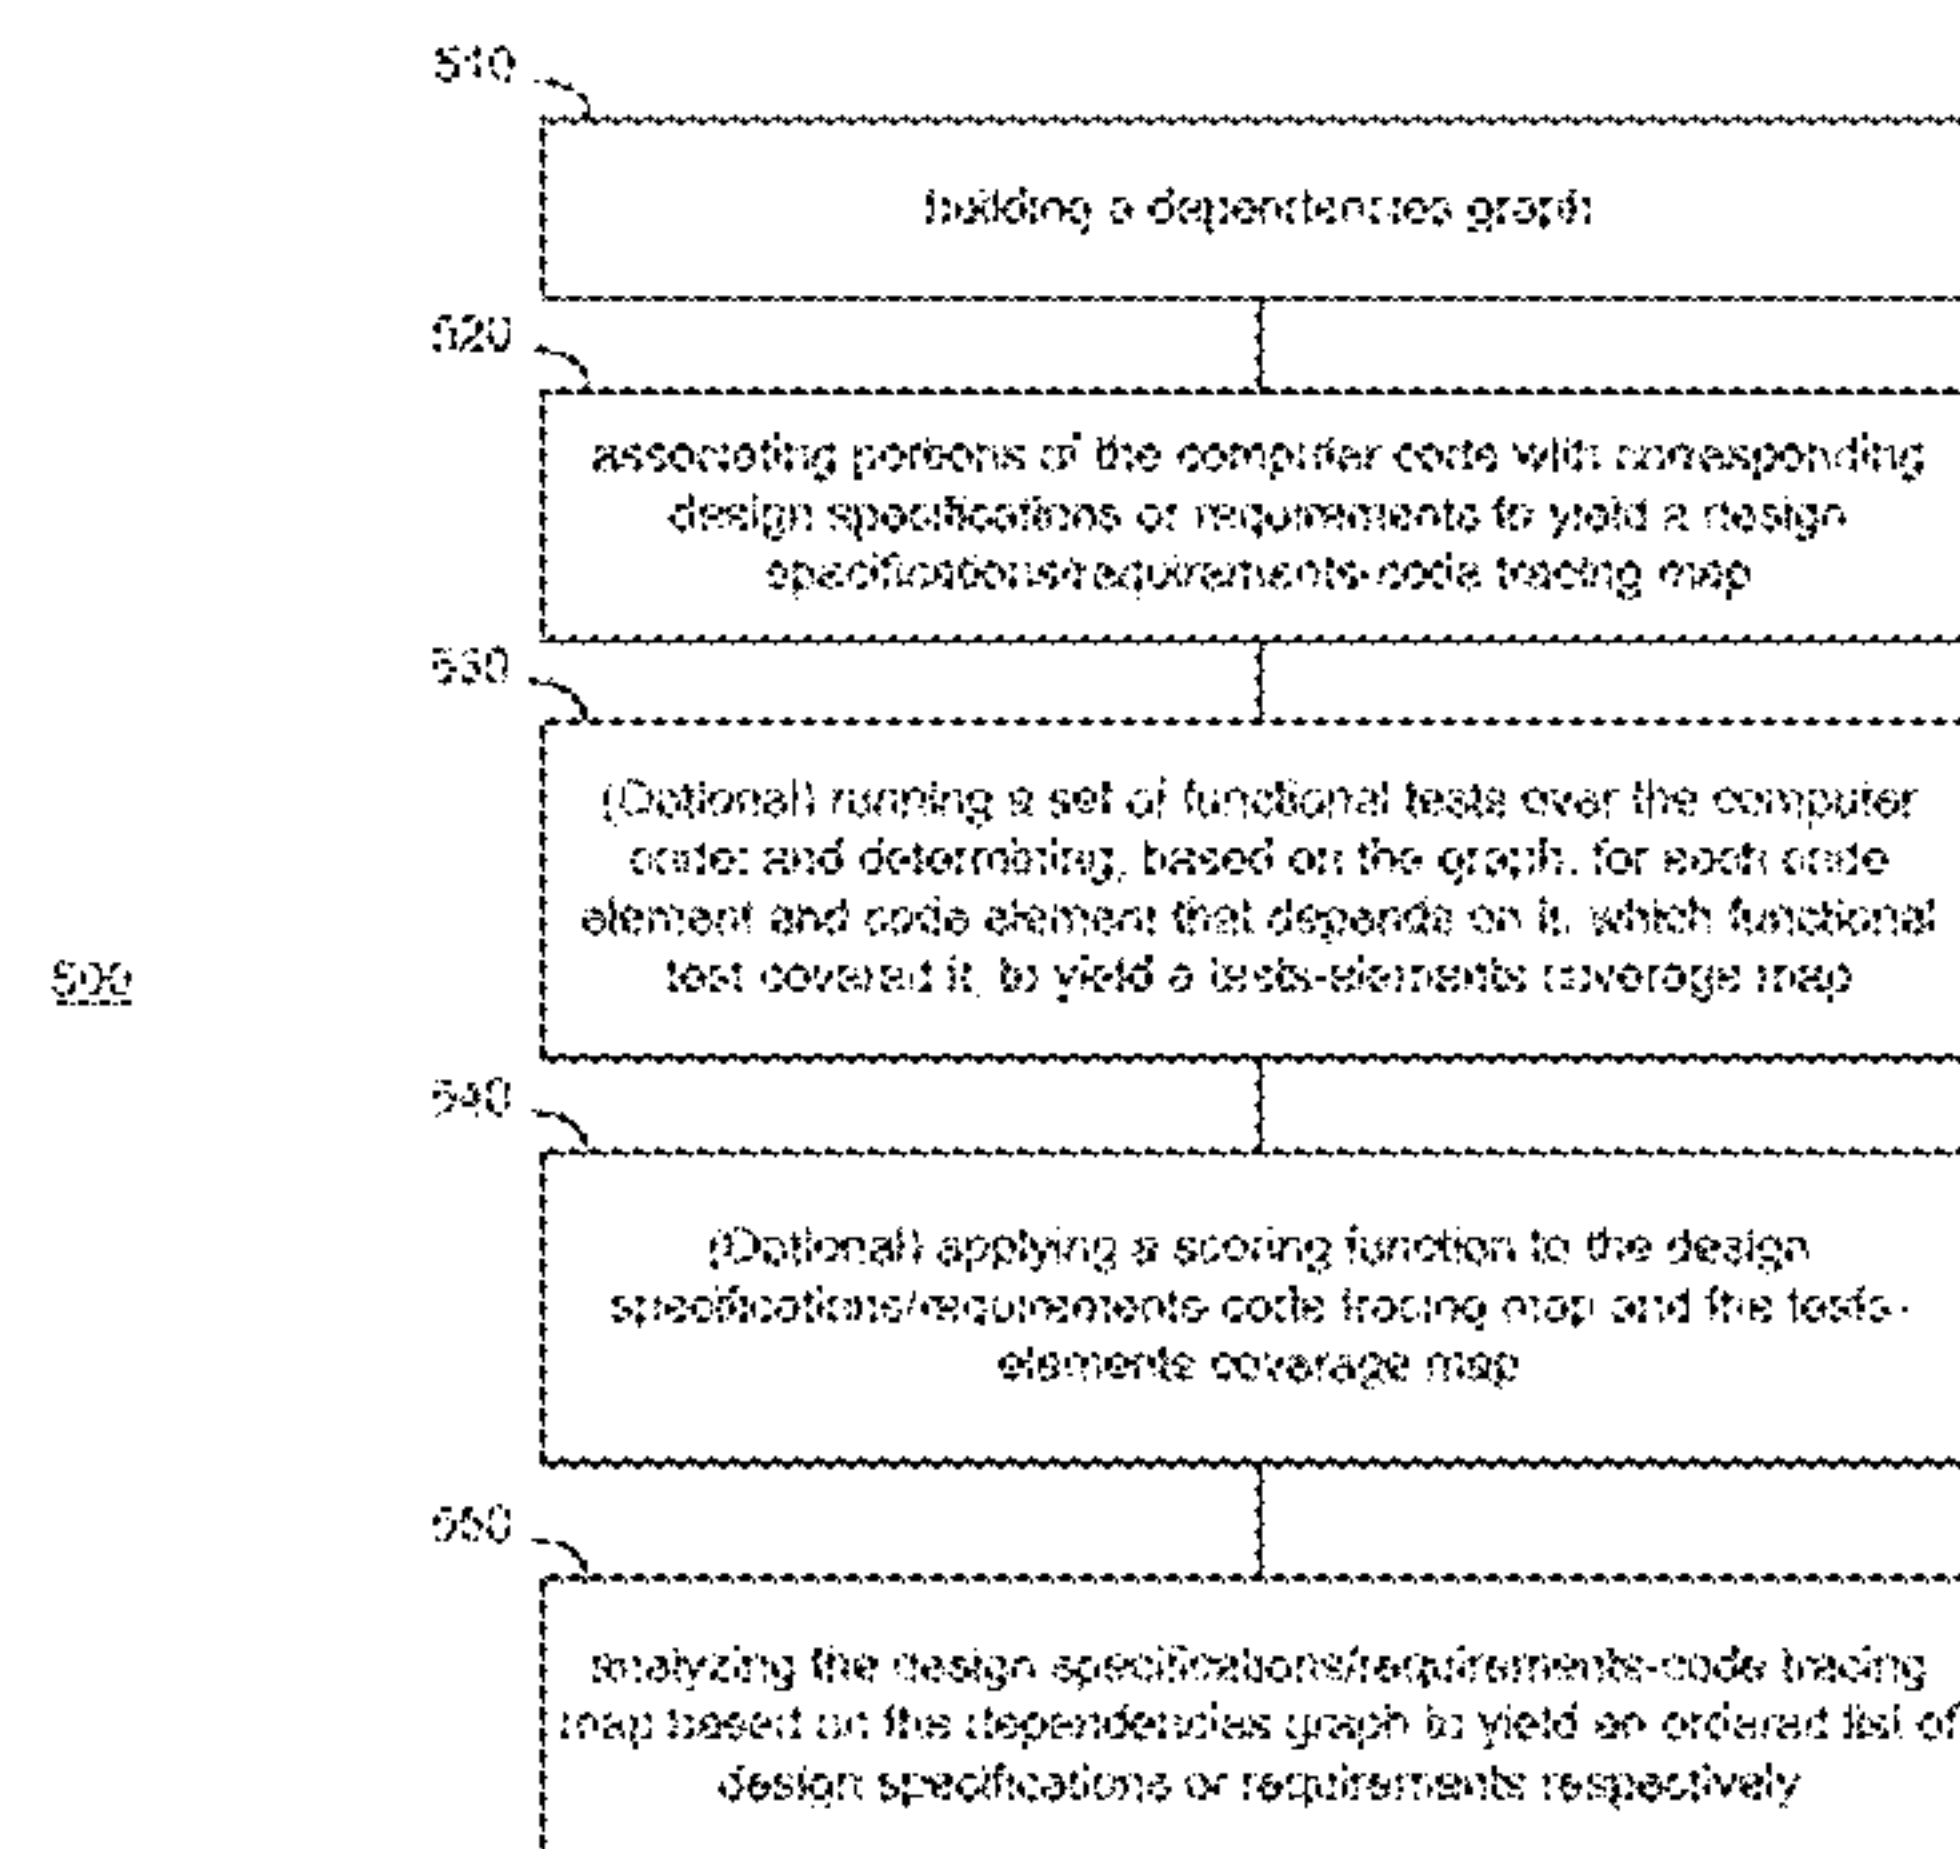 510
building a dependencies graph
520
associating portions of the computer code with corresponding
design specifications or requirements to yield a design
specifications/requirements-code tracing map
530
(Optional) running a set of functional tests over the computer
code; and determining, based on the graph, for each code
element and code element that depends on it, which functional
test covered it, to yield a tests-elements coverage map
500
540
(Optional) applying a scoring function to the design
specifications/requirements-code tracing map and the tests-
elements coverage map
550
analyzing the design specifications/requirements-code tracing
map based on the dependencies graph to yield an ordered list of
design specifications or requirements respectively